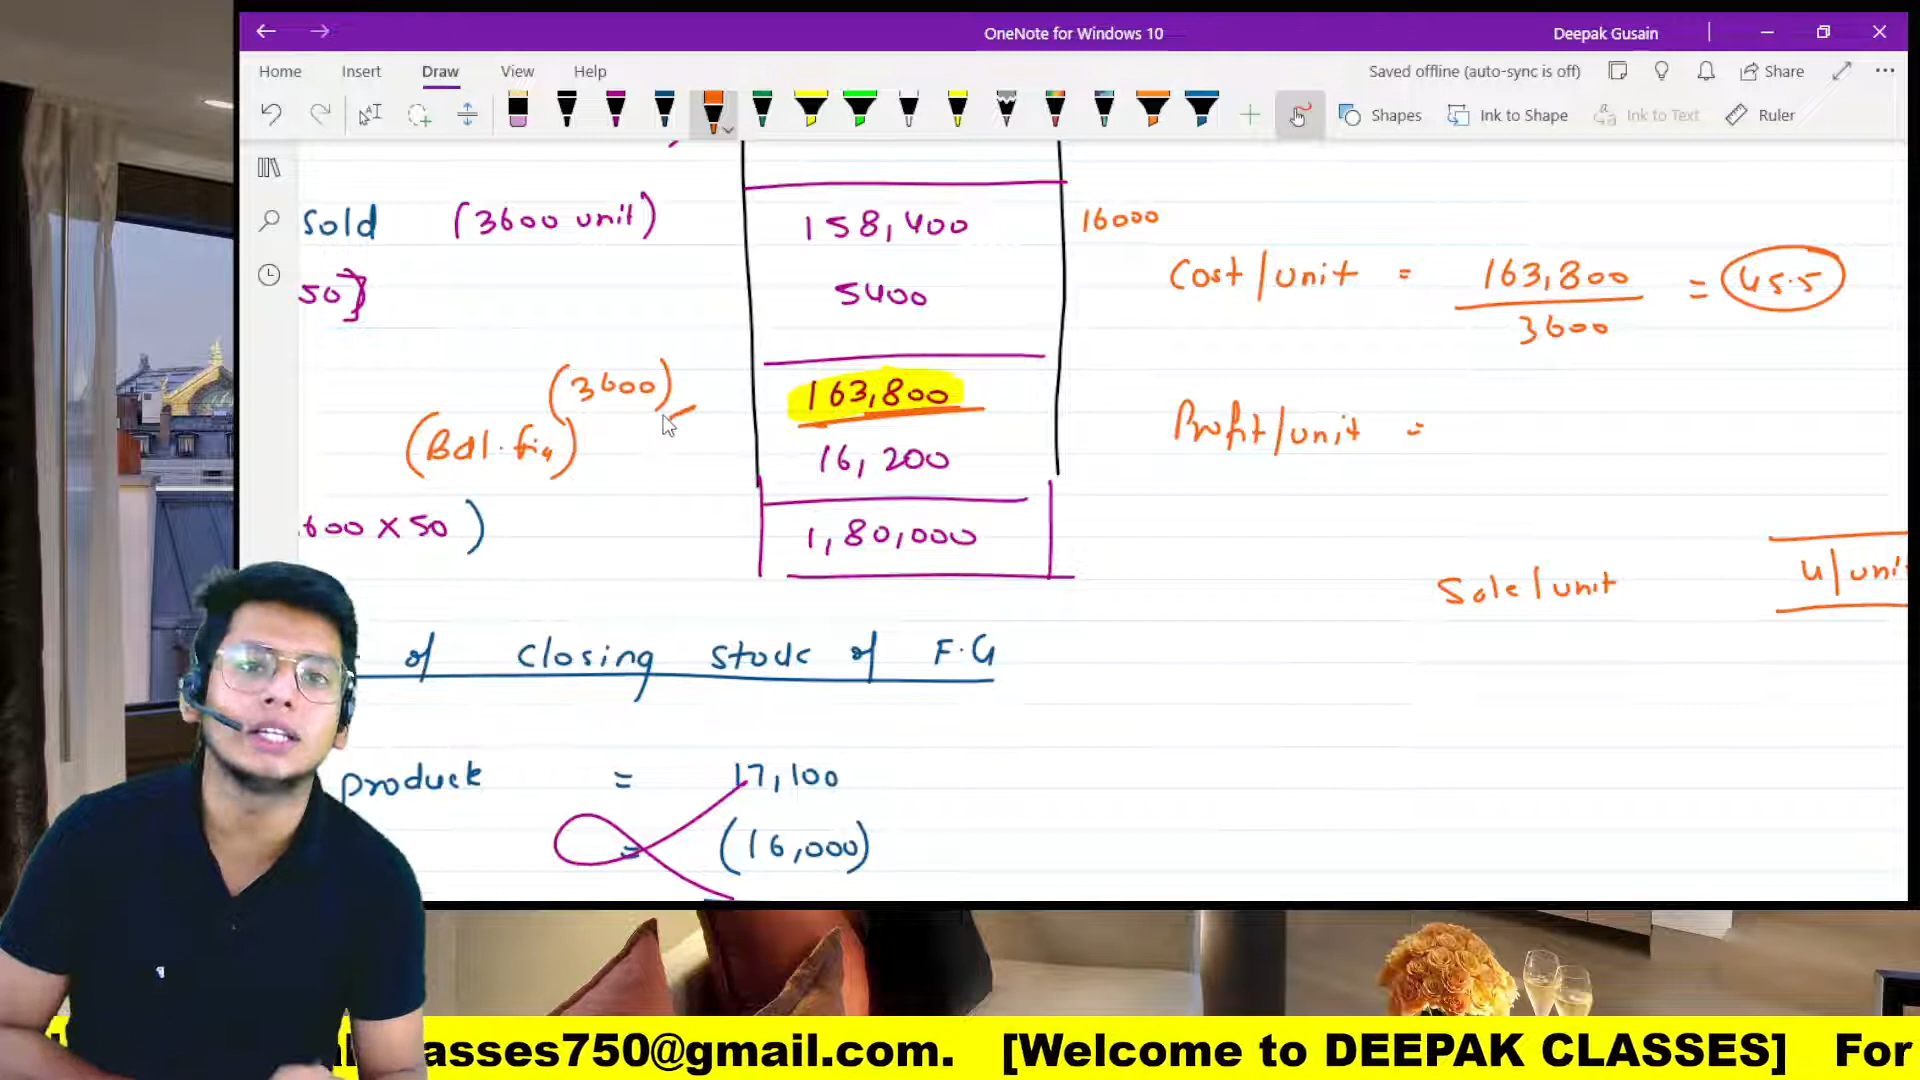 OneNote for Windows 10
Deepak Gusain
Home Insert Draw View Help
Saved offline (auto-sync is off)
Share
Shapes
Ink to Shape
Ink to Text
Ruler
Sold (3600 unit) 158,400 16000
50] 5400
Cost/unit = 163,800 / 3600 = 45.5
(3600) 163,800
(Bal. fig) 16,200
Profit/unit =
600 x 50 ) 1,80,000
Sale/unit 4/uni
of closing stock of F.G
product = 17,100
= (16,000)
asses750@gmail.com. [Welcome to DEEPAK CLASSES] For